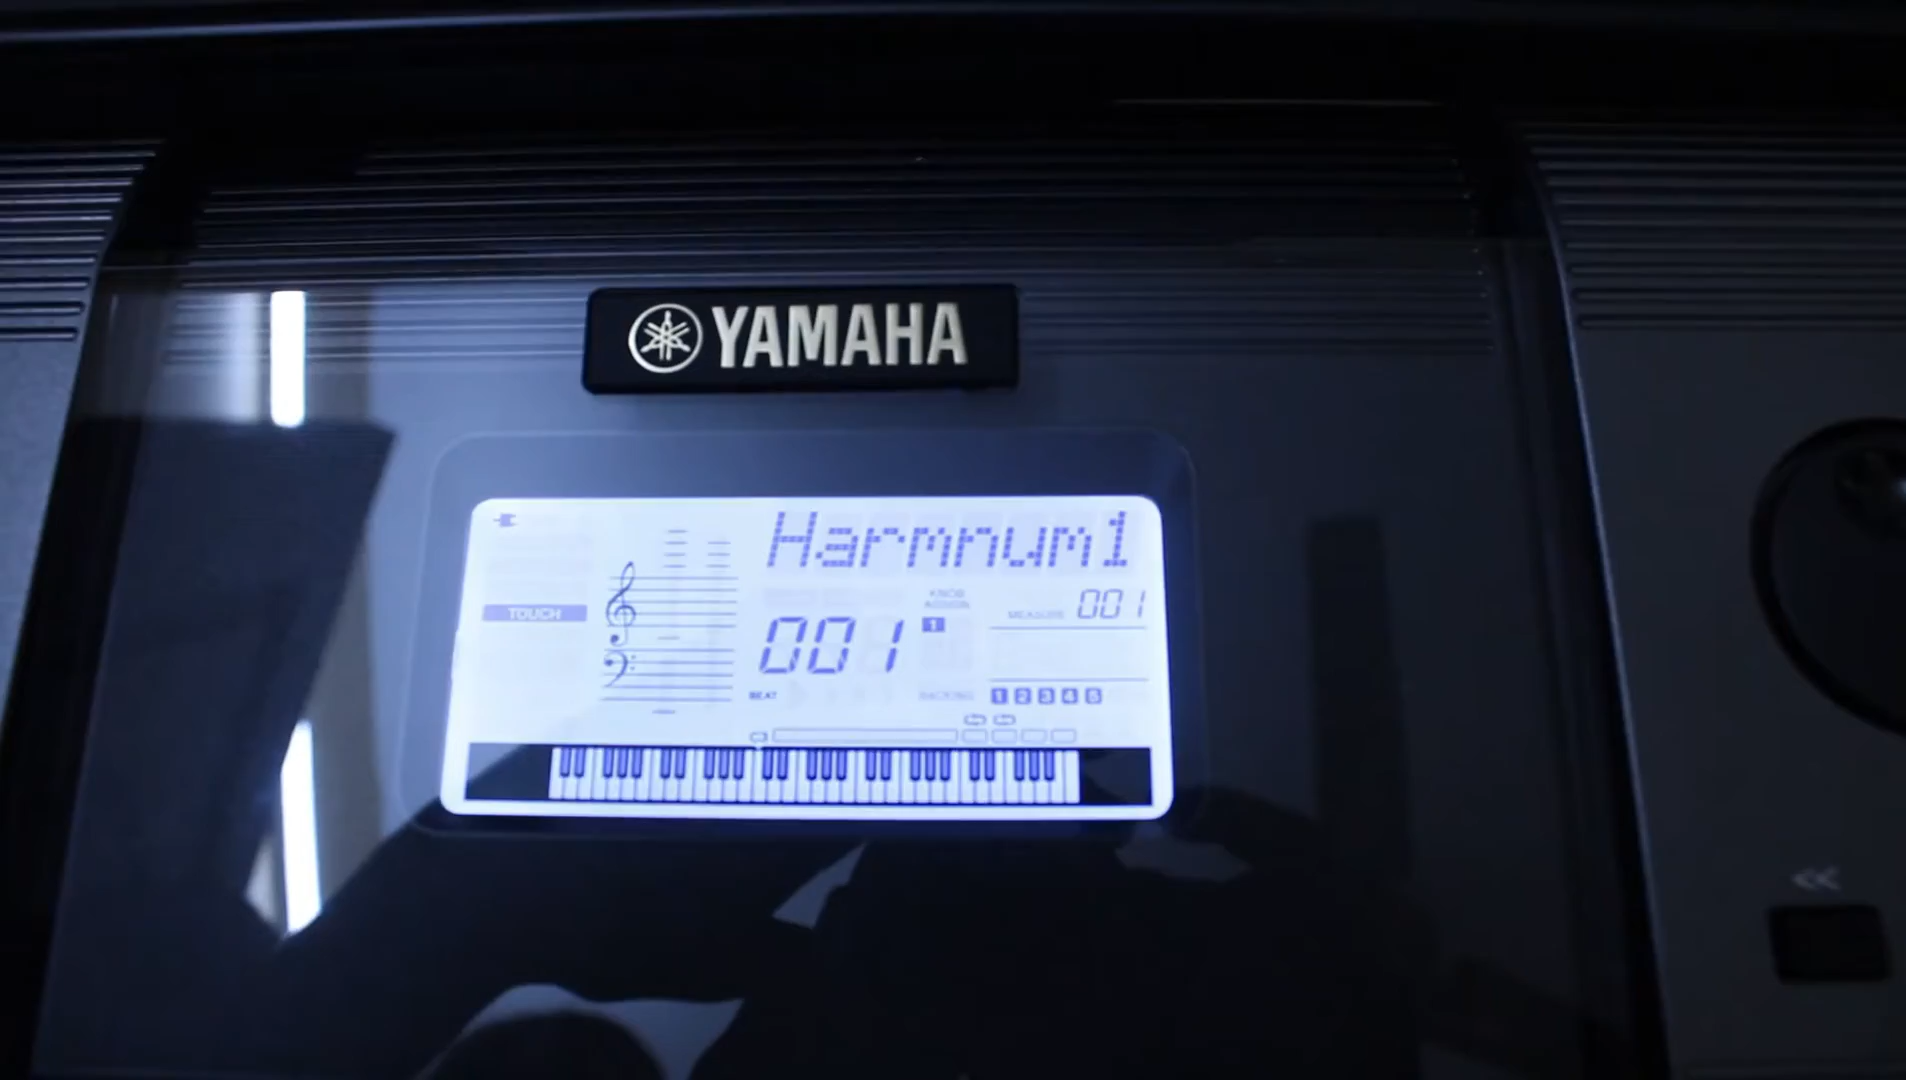 YAMAHA
Harmnum1
TOUCH
KNOB
ASSIGN
MEASURE 001
001
1
BEAT
BACKING 1 2 3 4 5
<<